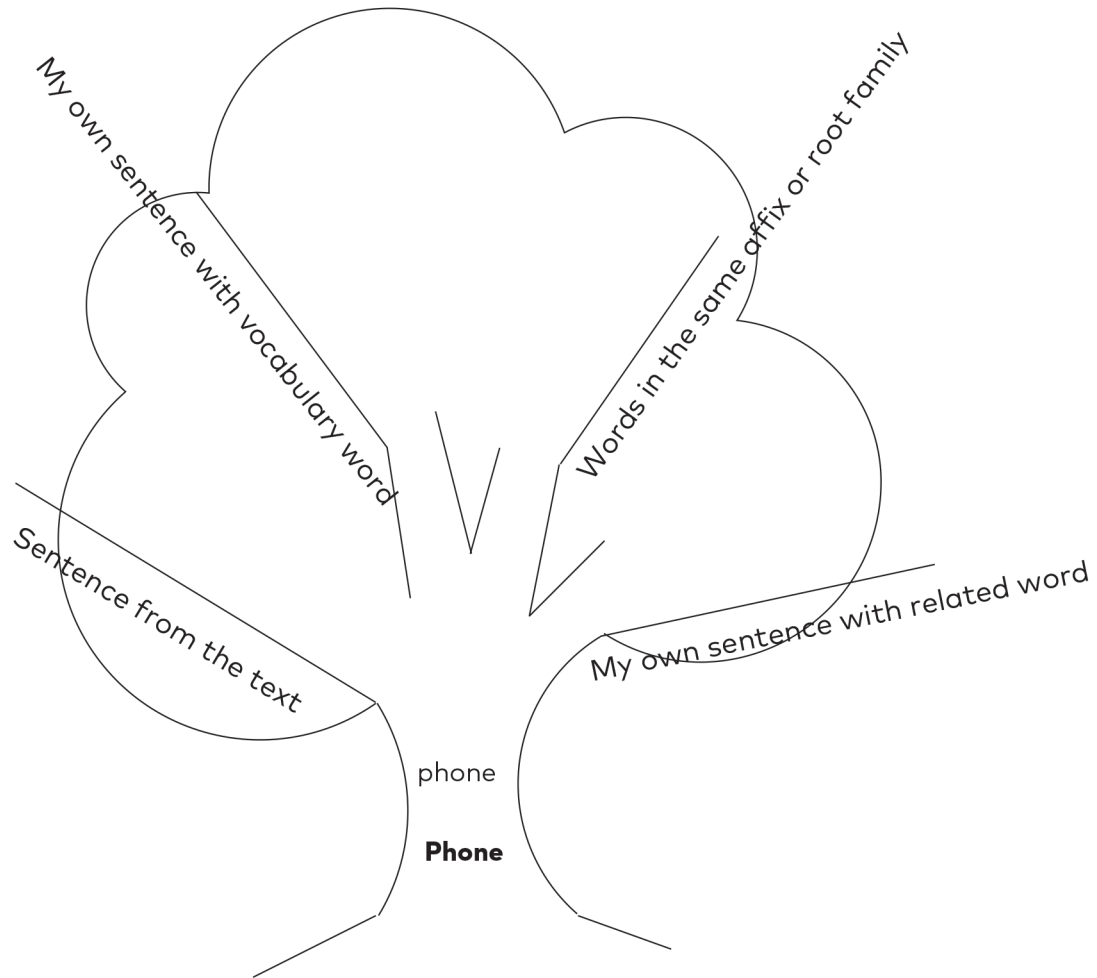 My own sentence with vocabulary word
Words in the same affix or root family
Sentence from the text
My own sentence with related word
phone
Phone